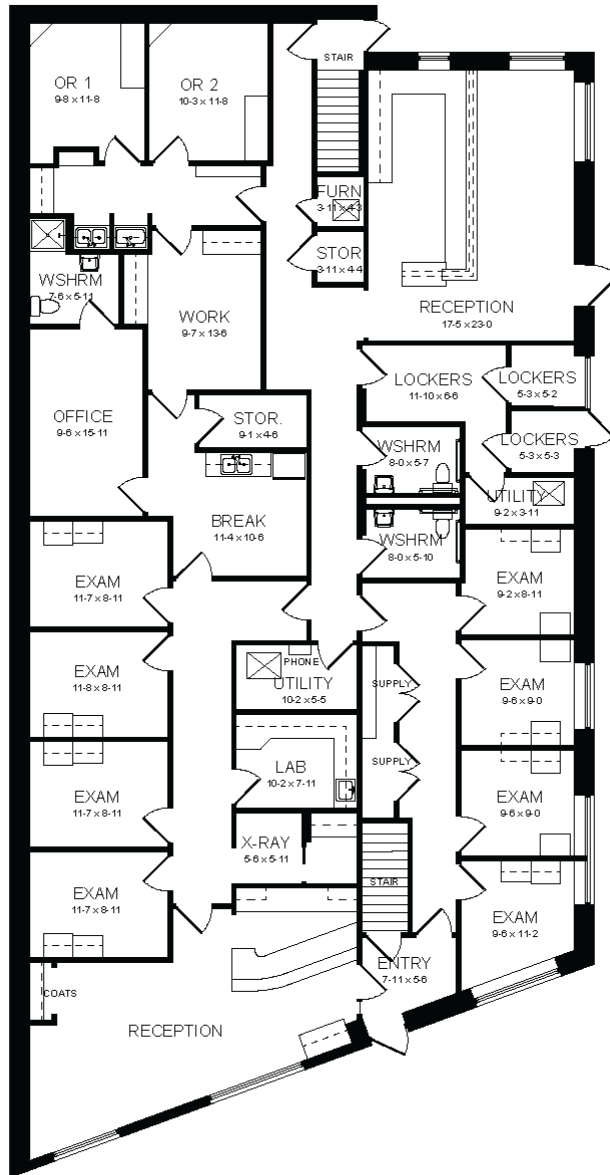 STAIR
OR 1
9-8 x 11-8
OR 2
10-3 x 11-8
FURN
3-11 x 4-3
STOR
3-11 x 4-4
WSHRM
7-6 x 5-11
WORK
9-7 x 13-6
RECEPTION
17-5 x 23-0
LOCKERS
11-10 x 6-6
LOCKERS
5-3 x 5-2
OFFICE
9-6 x 15-11
STOR.
9-1 x 4-6
WSHRM
8-0 x 5-7
LOCKERS
5-3 x 5-3
UTILITY
9-2 x 3-11
BREAK
11-4 x 10-6
WSHRM
8-0 x 5-10
EXAM
11-7 x 8-11
EXAM
9-2 x 8-11
EXAM
11-8 x 8-11
PHONE
UTILITY
10-2 x 5-5
SUPPLY
EXAM
9-6 x 9-0
LAB
10-2 x 7-11
SUPPLY
EXAM
11-7 x 8-11
EXAM
9-6 x 9-0
X-RAY
5-6 x 5-11
EXAM
11-7 x 8-11
STAIR
EXAM
9-6 x 11-2
ENTRY
7-11 x 5-6
COATS
RECEPTION